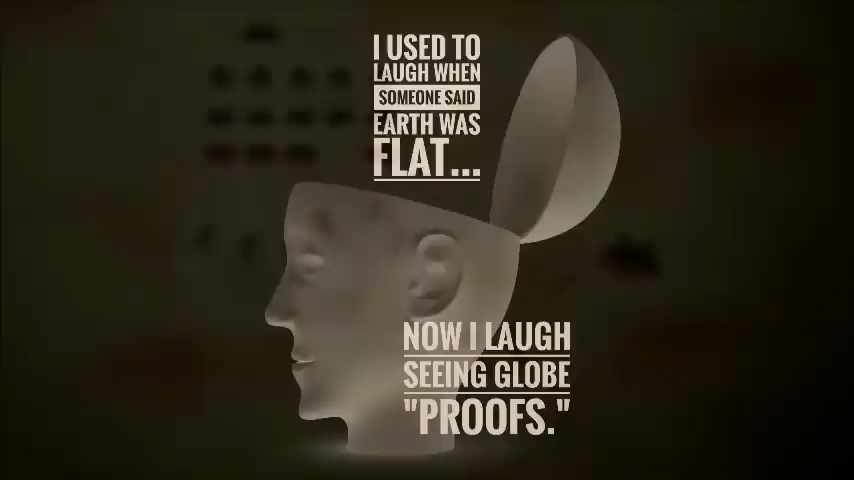 I USED TO
LAUGH WHEN
SOMEONE SAID
EARTH WAS
FLAT...
NOW I LAUGH
SEEING GLOBE
"PROOFS."